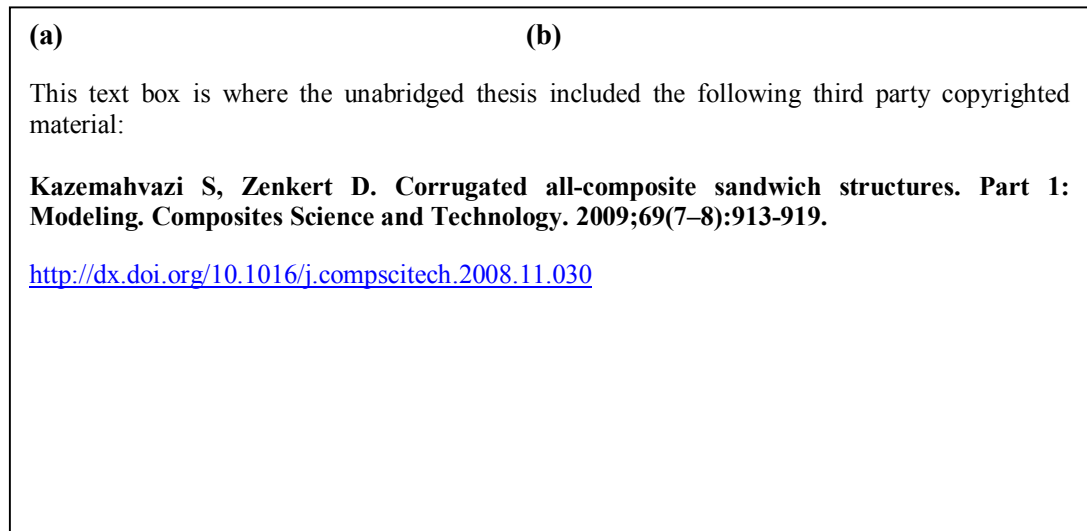 (a) (b)
This text box is where the unabridged thesis included the following third party copyrighted
material:
Kazemahvazi S, Zenkert D. Corrugated all-composite sandwich structures. Part 1:
Modeling. Composites Science and Technology. 2009;69(7–8):913-919.
http://dx.doi.org/10.1016/j.compscitech.2008.11.030